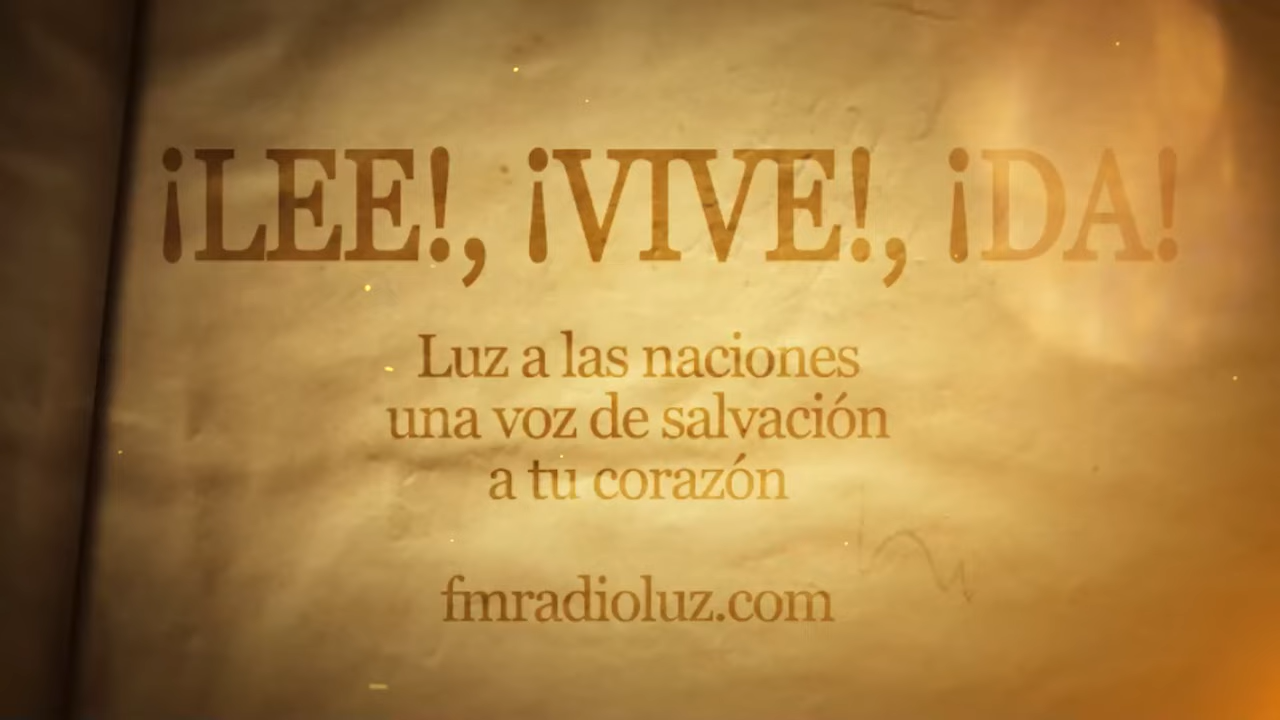 ¡LEE!, ¡VIVE!, ¡DA!
Luz a las naciones
una voz de salvación
a tu corazón
fmradioluz.com